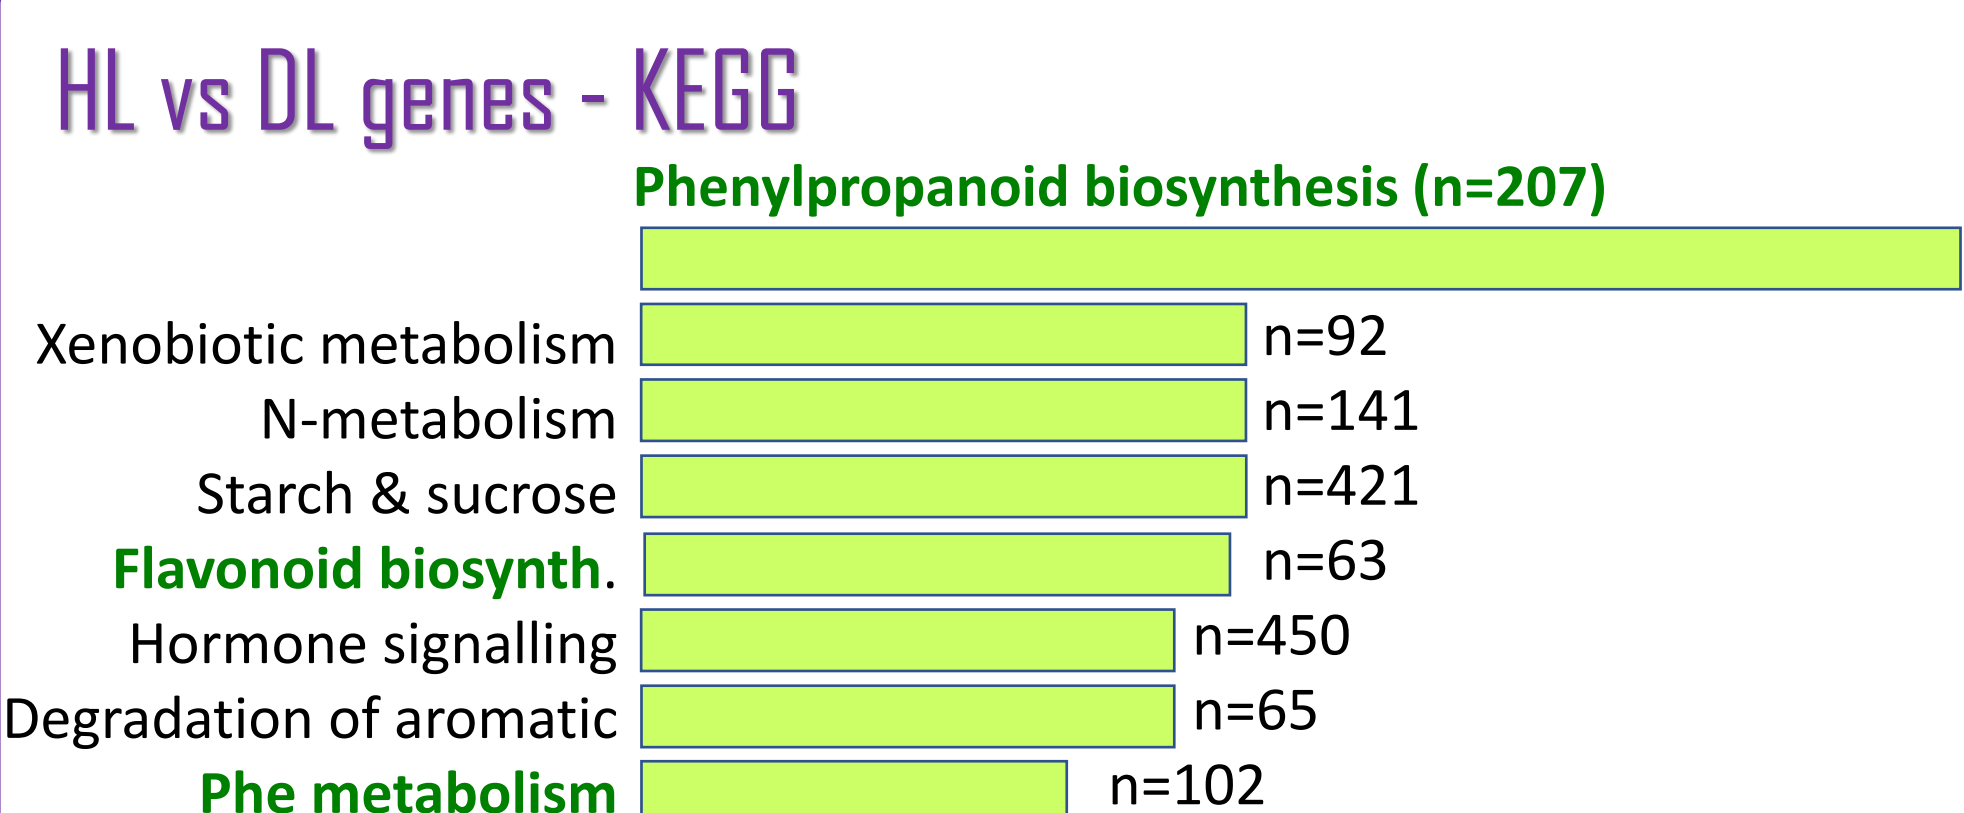 HL vs DL genes - KEGG
Phenylpropanoid biosynthesis (n=207)
Xenobiotic metabolism n=92
N-metabolism n=141
Starch & sucrose n=421
Flavonoid biosynth. n=63
Hormone signalling n=450
Degradation of aromatic n=65
Phe metabolism n=102